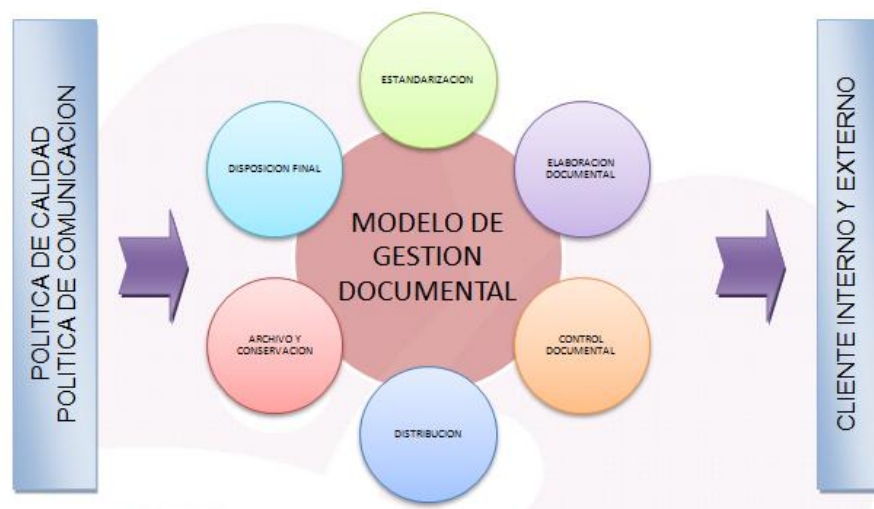 POLITICA DE CALIDAD
POLITICA DE COMUNICACION
ESTANDARIZACION
ELABORACION
DOCUMENTAL
CONTROL
DOCUMENTAL
DISTRIBUCION
ARCHIVO Y
CONSERVACION
DISPOSICION FINAL
MODELO DE
GESTION
DOCUMENTAL
CLIENTE INTERNO Y EXTERNO